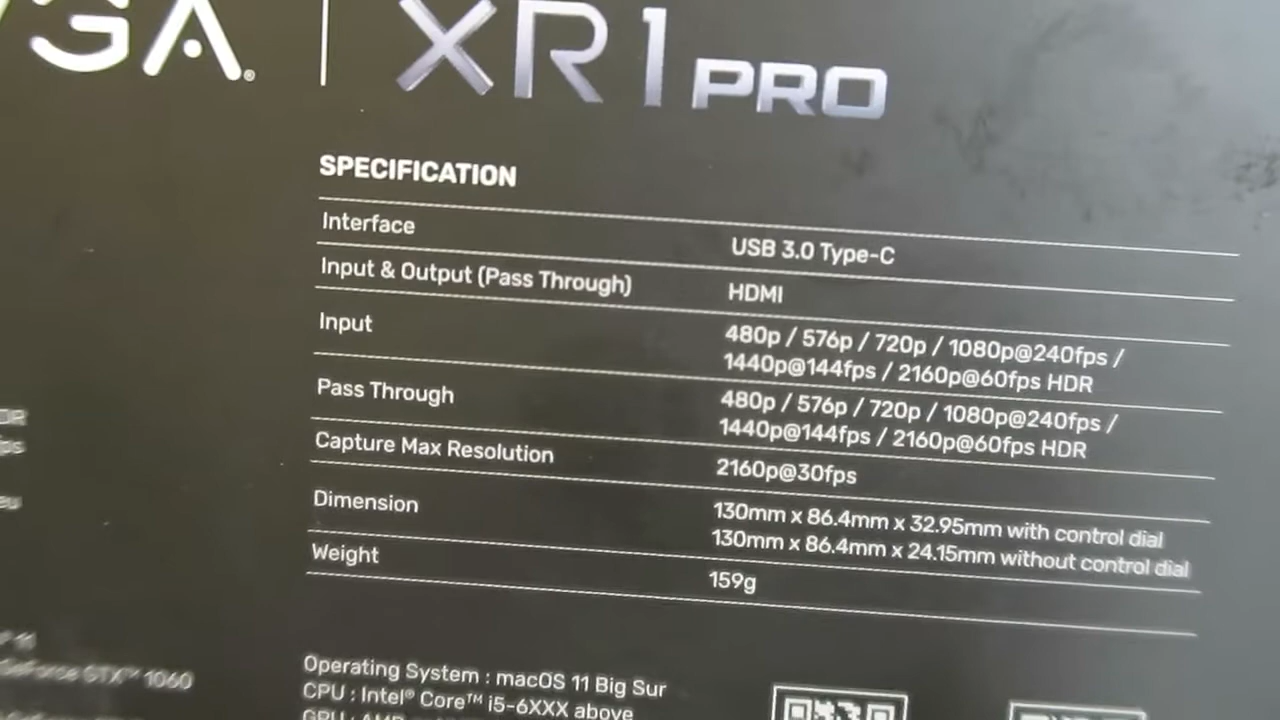 XR1 PRO
SPECIFICATION
Interface USB 3.0 Type-C
Input & Output (Pass Through) HDMI
Input 480p / 576p / 720p / 1080p@240fps /
1440p@144fps / 2160p@60fps HDR
Pass Through 480p / 576p / 720p / 1080p@240fps /
1440p@144fps / 2160p@60fps HDR
Capture Max Resolution 2160p@30fps
Dimension 130mm x 86.4mm x 32.95mm with control dial
130mm x 86.4mm x 24.15mm without control dial
Weight 159g
GeForce GTX™ 1060
Operating System : macOS 11 Big Sur
CPU : Intel® Core™ i5-6XXX above